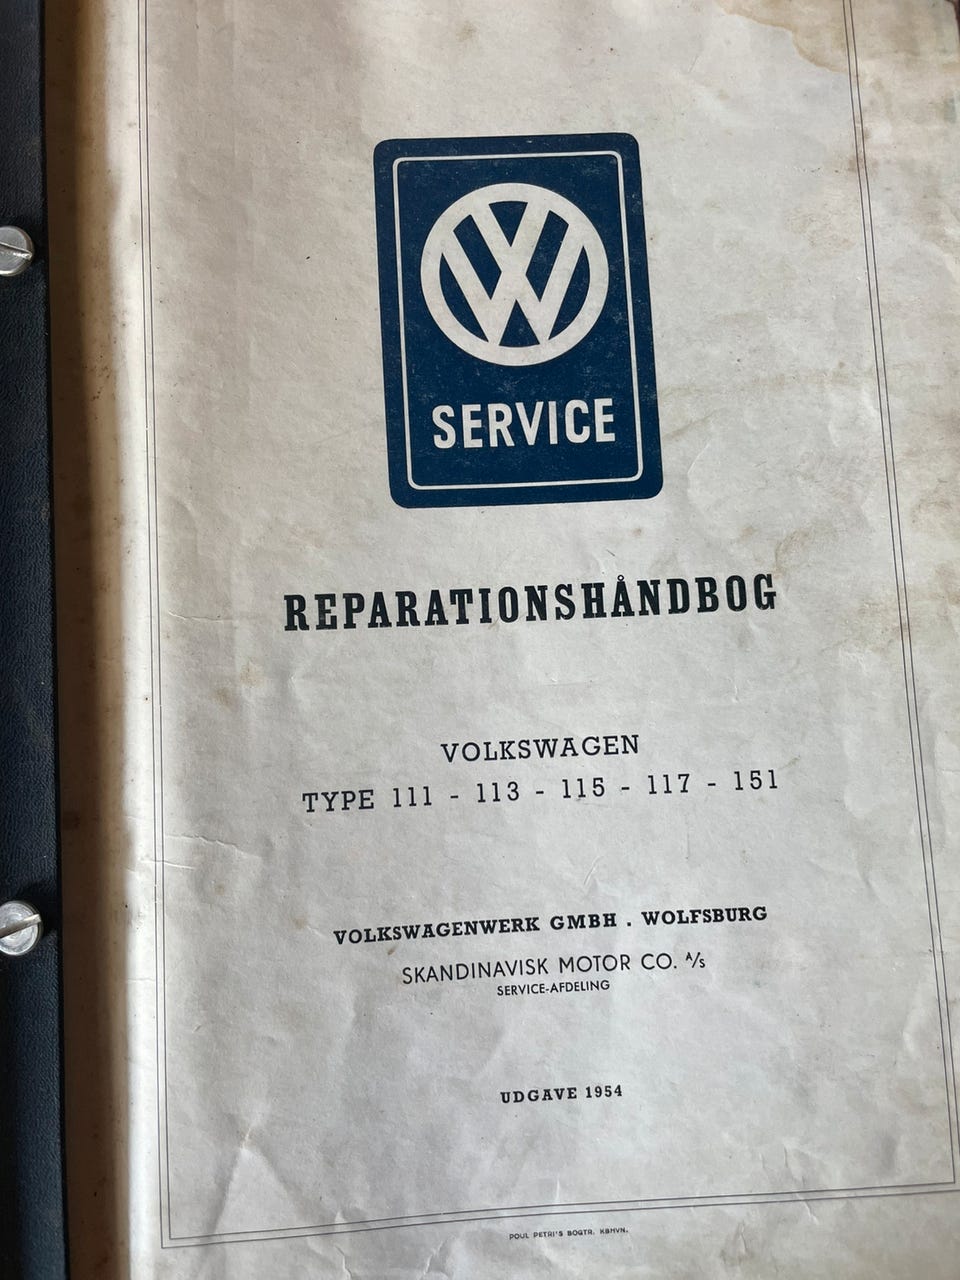 VW
SERVICE
REPARATIONSHÅNDBOG
VOLKSWAGEN
TYPE 111 - 113 - 115 - 117 - 151
VOLKSWAGENWERK GMBH . WOLFSBURG
SKANDINAVISK MOTOR CO. A/S
SERVICE-AFDELING
UDGAVE 1954
POUL PETRI'S BOGTR. KBHVN.